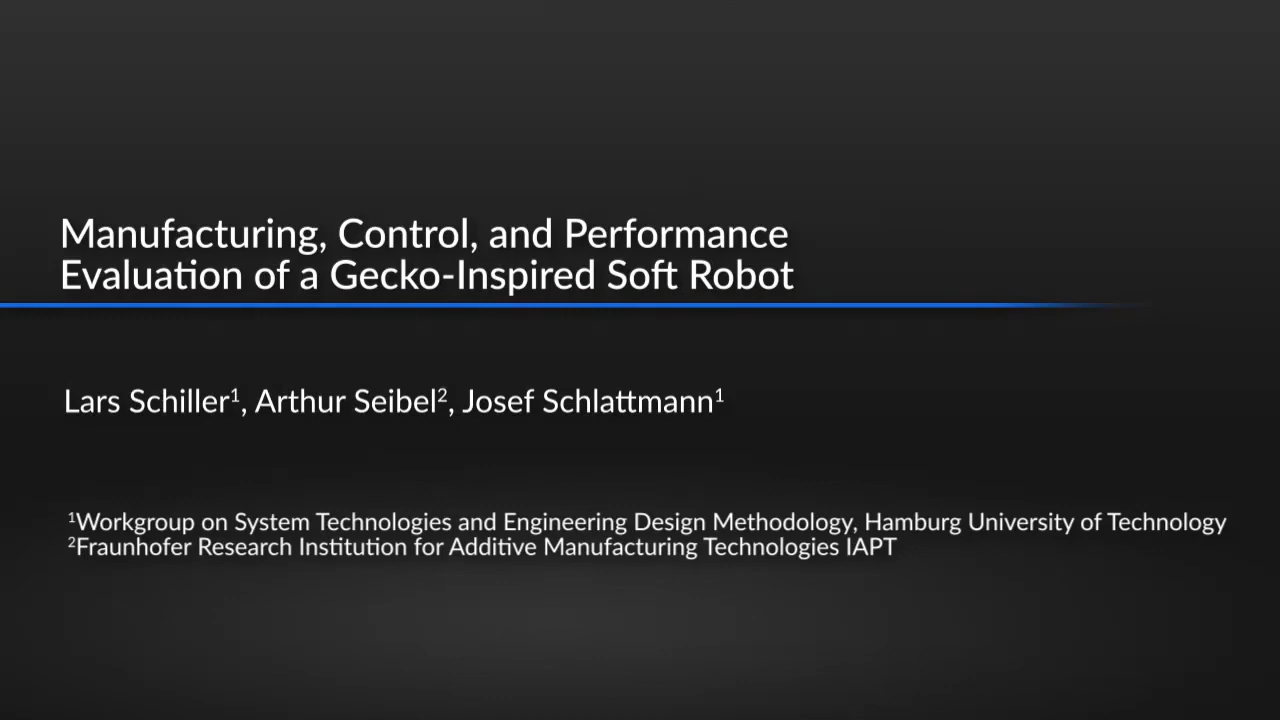 Manufacturing, Control, and Performance
Evaluation of a Gecko-Inspired Soft Robot
Lars Schiller¹, Arthur Seibel², Josef Schlattmann¹
¹Workgroup on System Technologies and Engineering Design Methodology, Hamburg University of Technology
²Fraunhofer Research Institution for Additive Manufacturing Technologies IAPT